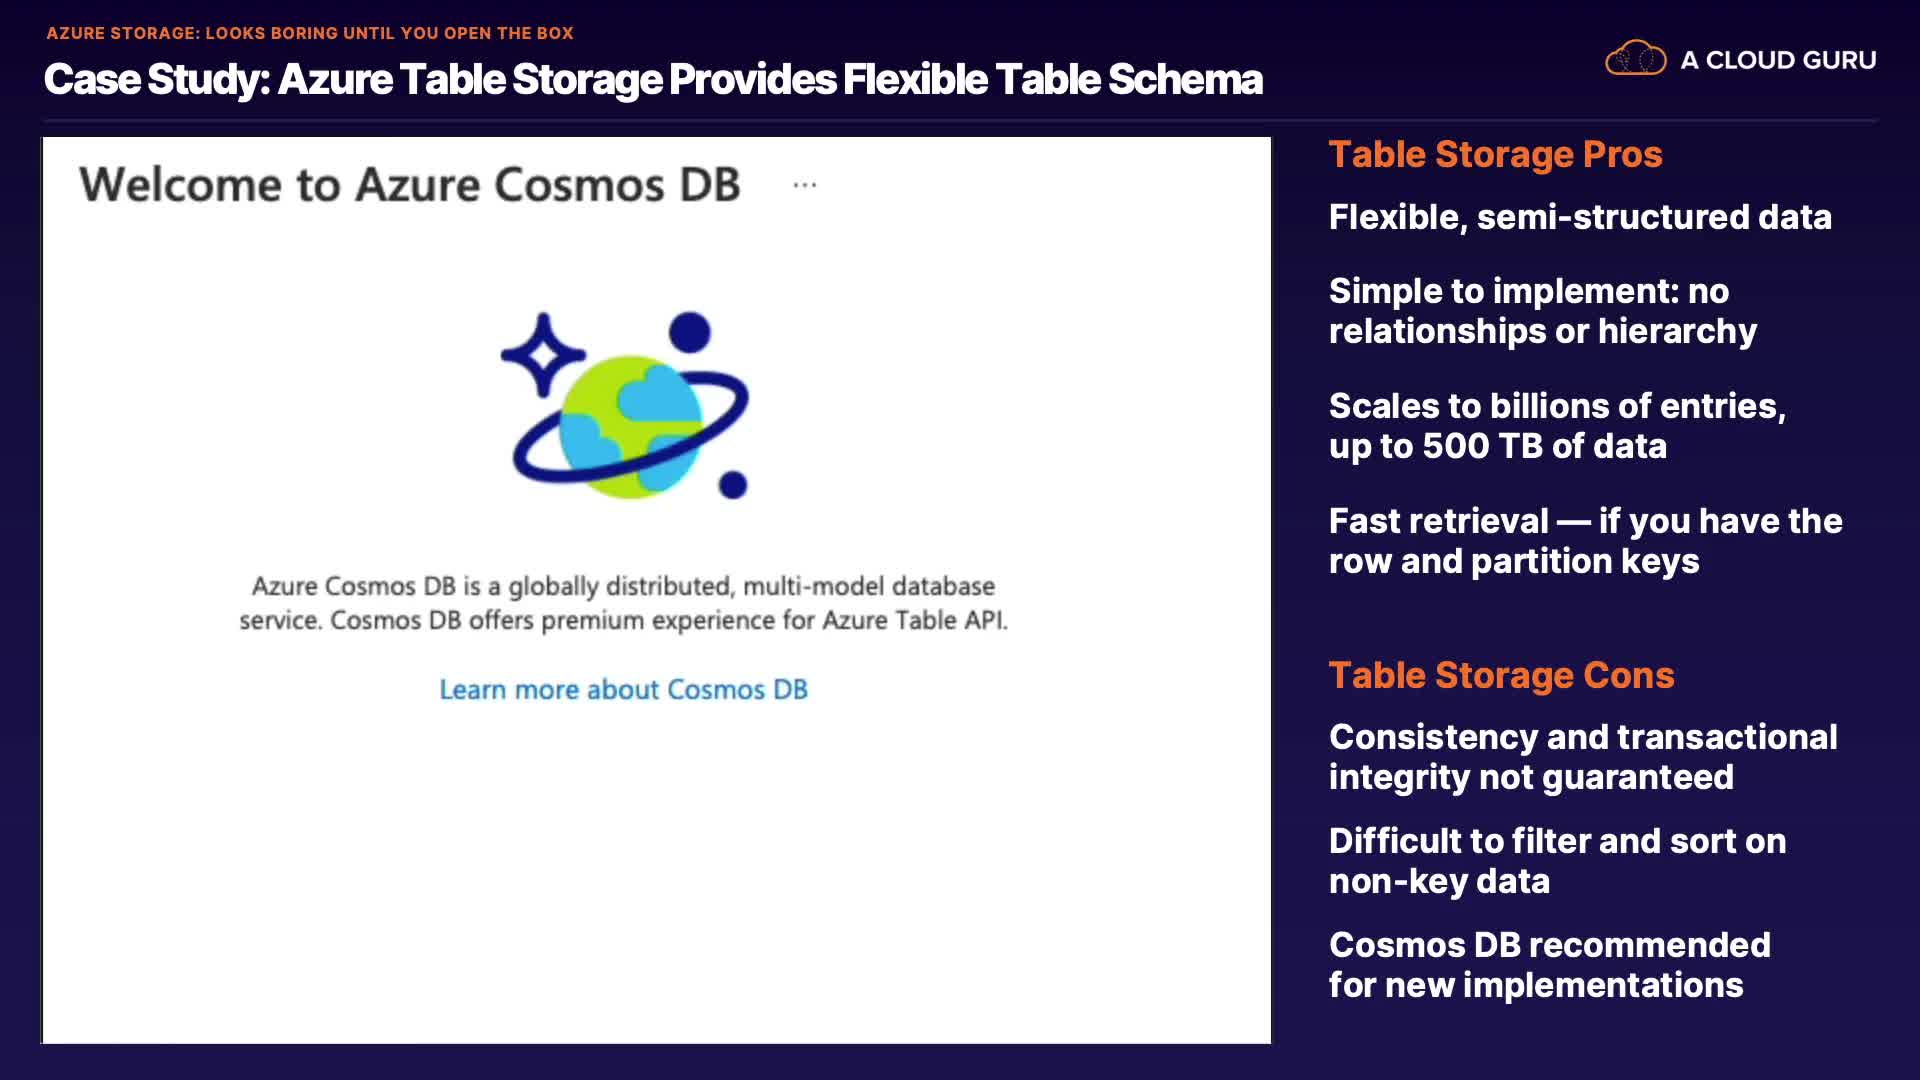 AZURE STORAGE: LOOKS BORING UNTIL YOU OPEN THE BOX
Case Study: Azure Table Storage Provides Flexible Table Schema
A CLOUD GURU
Welcome to Azure Cosmos DB ...
Azure Cosmos DB is a globally distributed, multi-model database
service. Cosmos DB offers premium experience for Azure Table API.
Learn more about Cosmos DB
Table Storage Pros
Flexible, semi-structured data
Simple to implement: no
relationships or hierarchy
Scales to billions of entries,
up to 500 TB of data
Fast retrieval — if you have the
row and partition keys
Table Storage Cons
Consistency and transactional
integrity not guaranteed
Difficult to filter and sort on
non-key data
Cosmos DB recommended
for new implementations